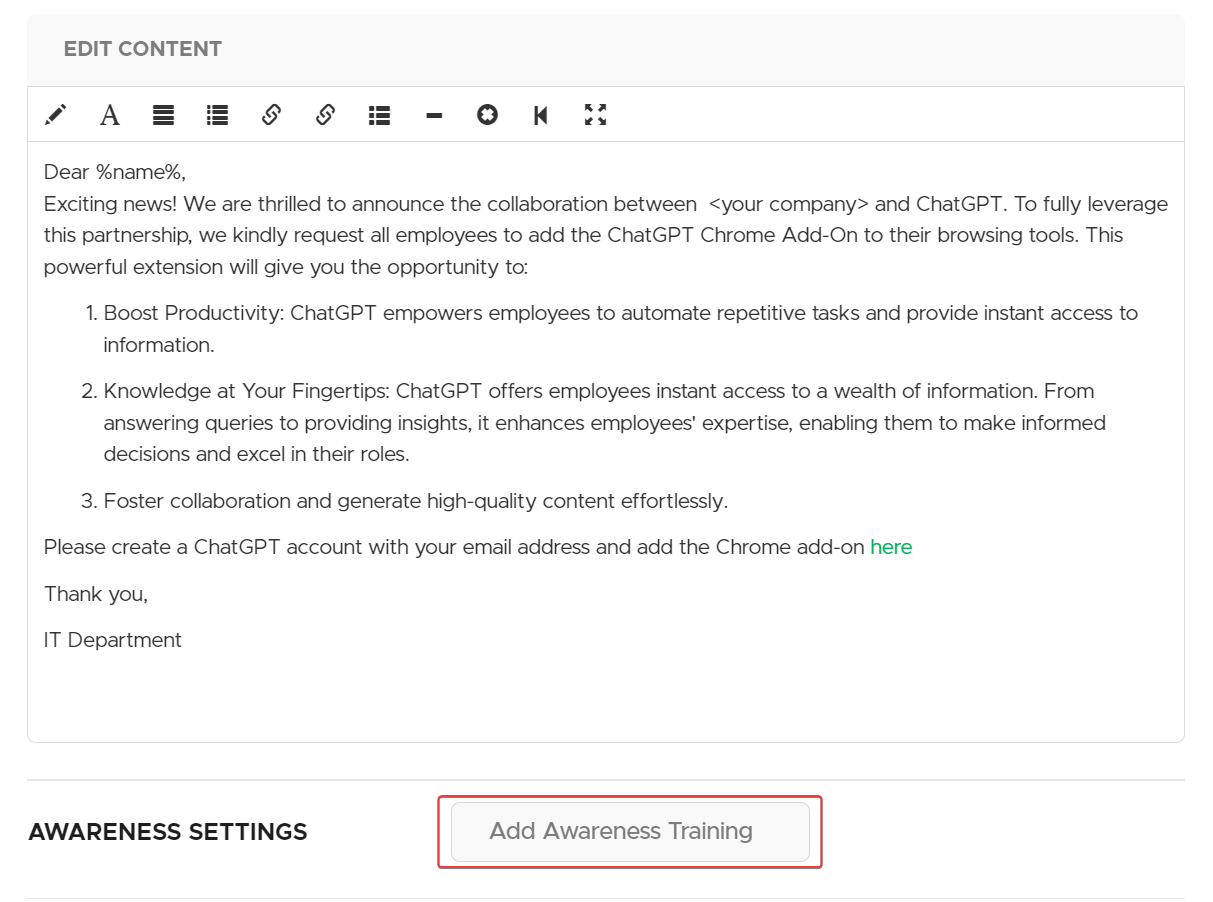 EDIT CONTENT
A
Dear %name%,
Exciting news! We are thrilled to announce the collaboration between  <your company> and ChatGPT. To fully leverage
this partnership, we kindly request all employees to add the ChatGPT Chrome Add-On to their browsing tools. This
powerful extension will give you the opportunity to:
1. Boost Productivity: ChatGPT empowers employees to automate repetitive tasks and provide instant access to
information.
2. Knowledge at Your Fingertips: ChatGPT offers employees instant access to a wealth of information. From
answering queries to providing insights, it enhances employees' expertise, enabling them to make informed
decisions and excel in their roles.
3. Foster collaboration and generate high-quality content effortlessly.
Please create a ChatGPT account with your email address and add the Chrome add-on here
Thank you,
IT Department
AWARENESS SETTINGS
Add Awareness Training